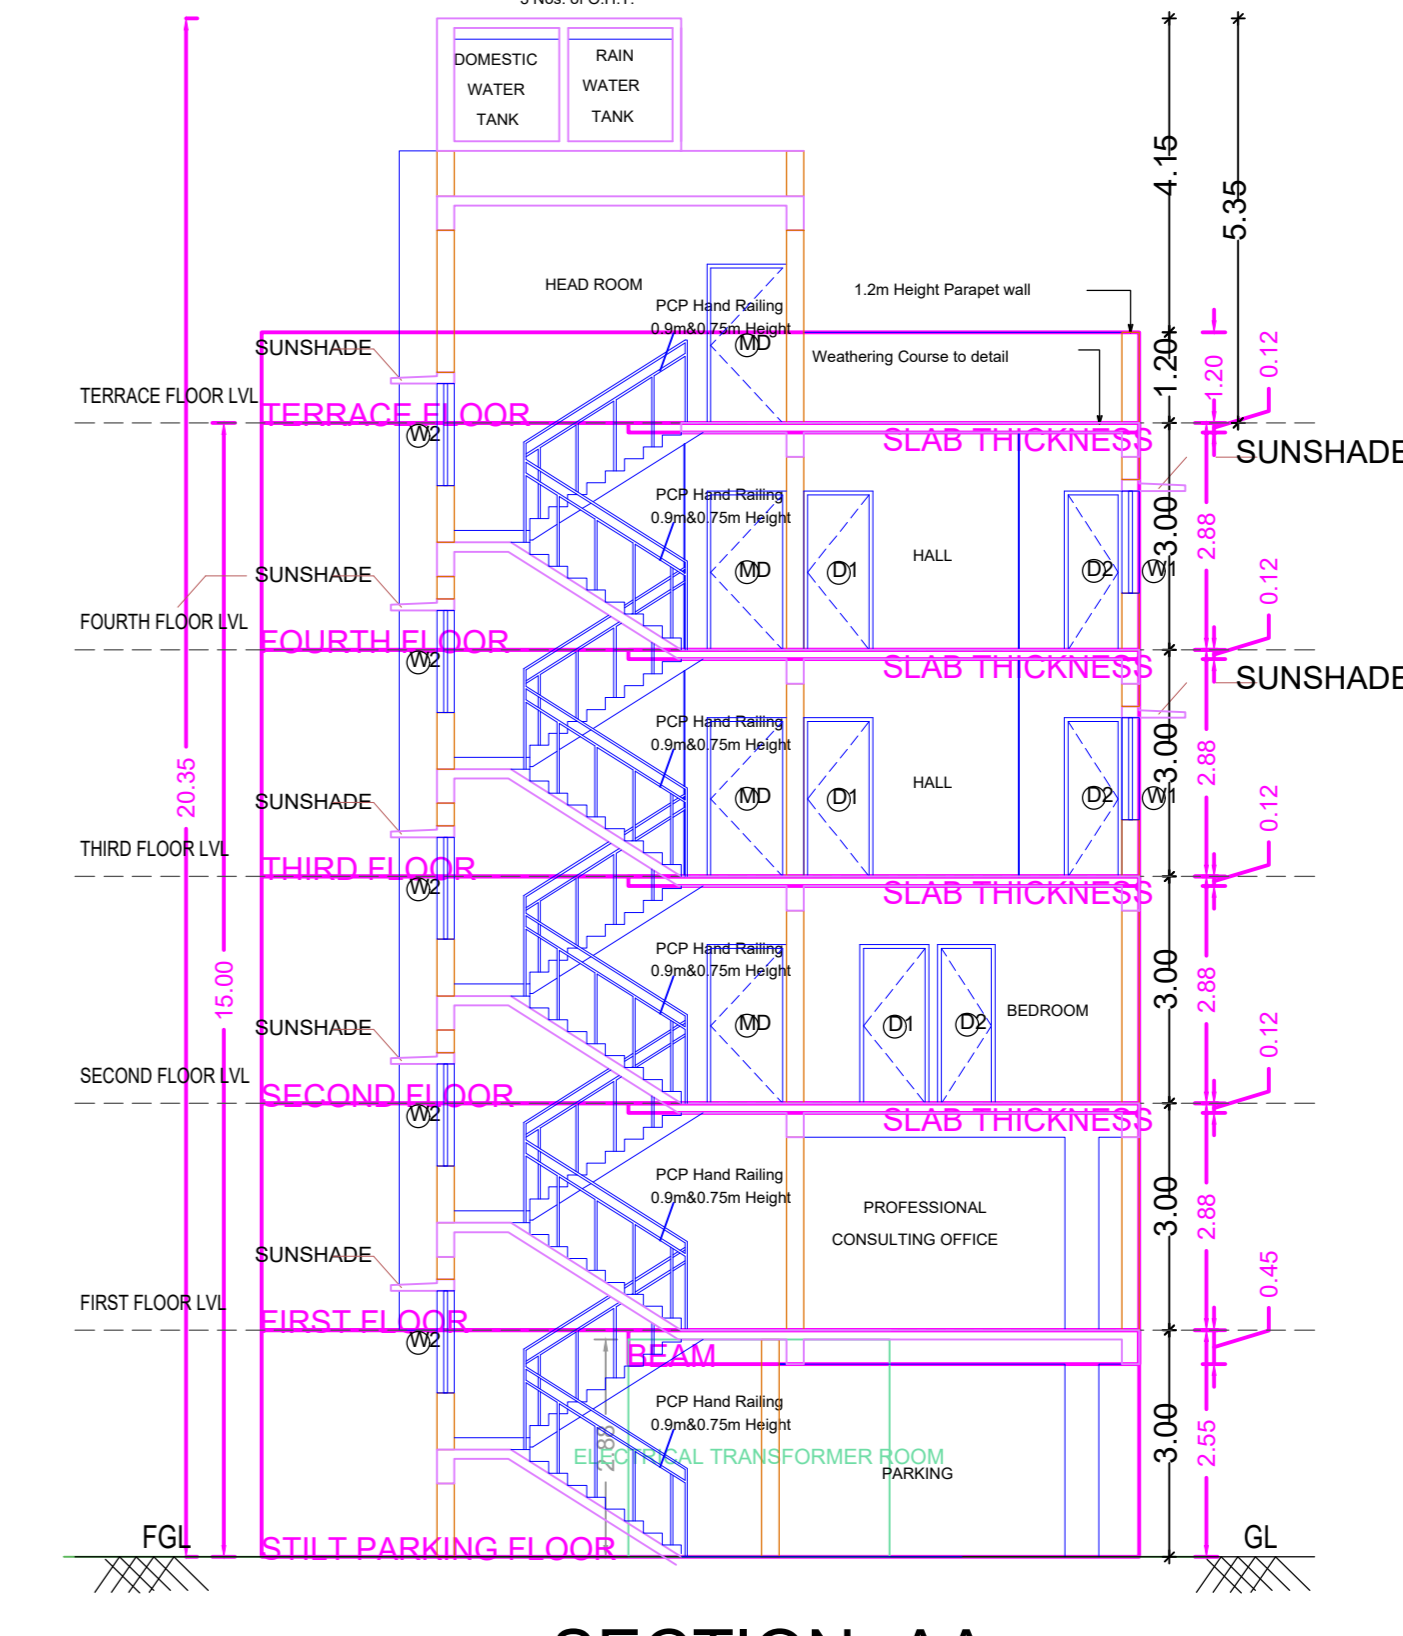 5 Nos. of O.H.T.
DOMESTIC
WATER
TANK
RAIN
WATER
TANK
4.15
5.35
HEAD ROOM
PCP Hand Railing
0.9m&0.75m Height
MD
1.2m Height Parapet wall
Weathering Course to detail
SUNSHADE
1.20
1.20
0.12
TERRACE FLOOR LVL
TERRACE FLOOR
W2
SLAB THICKNESS
SUNSHADE
PCP Hand Railing
0.9m&0.75m Height
MD
D1
HALL
D2
W1
3.00
2.88
0.12
SUNSHADE
FOURTH FLOOR LVL
FOURTH FLOOR
W2
SLAB THICKNESS
SUNSHADE
PCP Hand Railing
0.9m&0.75m Height
MD
D1
HALL
D2
W1
3.00
2.88
0.12
20.35
SUNSHADE
THIRD FLOOR LVL
THIRD FLOOR
W2
SLAB THICKNESS
15.00
PCP Hand Railing
0.9m&0.75m Height
MD
D1
D2
BEDROOM
3.00
2.88
0.12
SUNSHADE
SECOND FLOOR LVL
SECOND FLOOR
W2
SLAB THICKNESS
PCP Hand Railing
0.9m&0.75m Height
PROFESSIONAL
CONSULTING OFFICE
3.00
2.88
0.45
SUNSHADE
FIRST FLOOR LVL
FIRST FLOOR
W2
BEAM
PCP Hand Railing
0.9m&0.75m Height
2.88
ELECTRICAL TRANSFORMER ROOM
PARKING
3.00
2.55
FGL
STILT PARKING FLOOR
GL